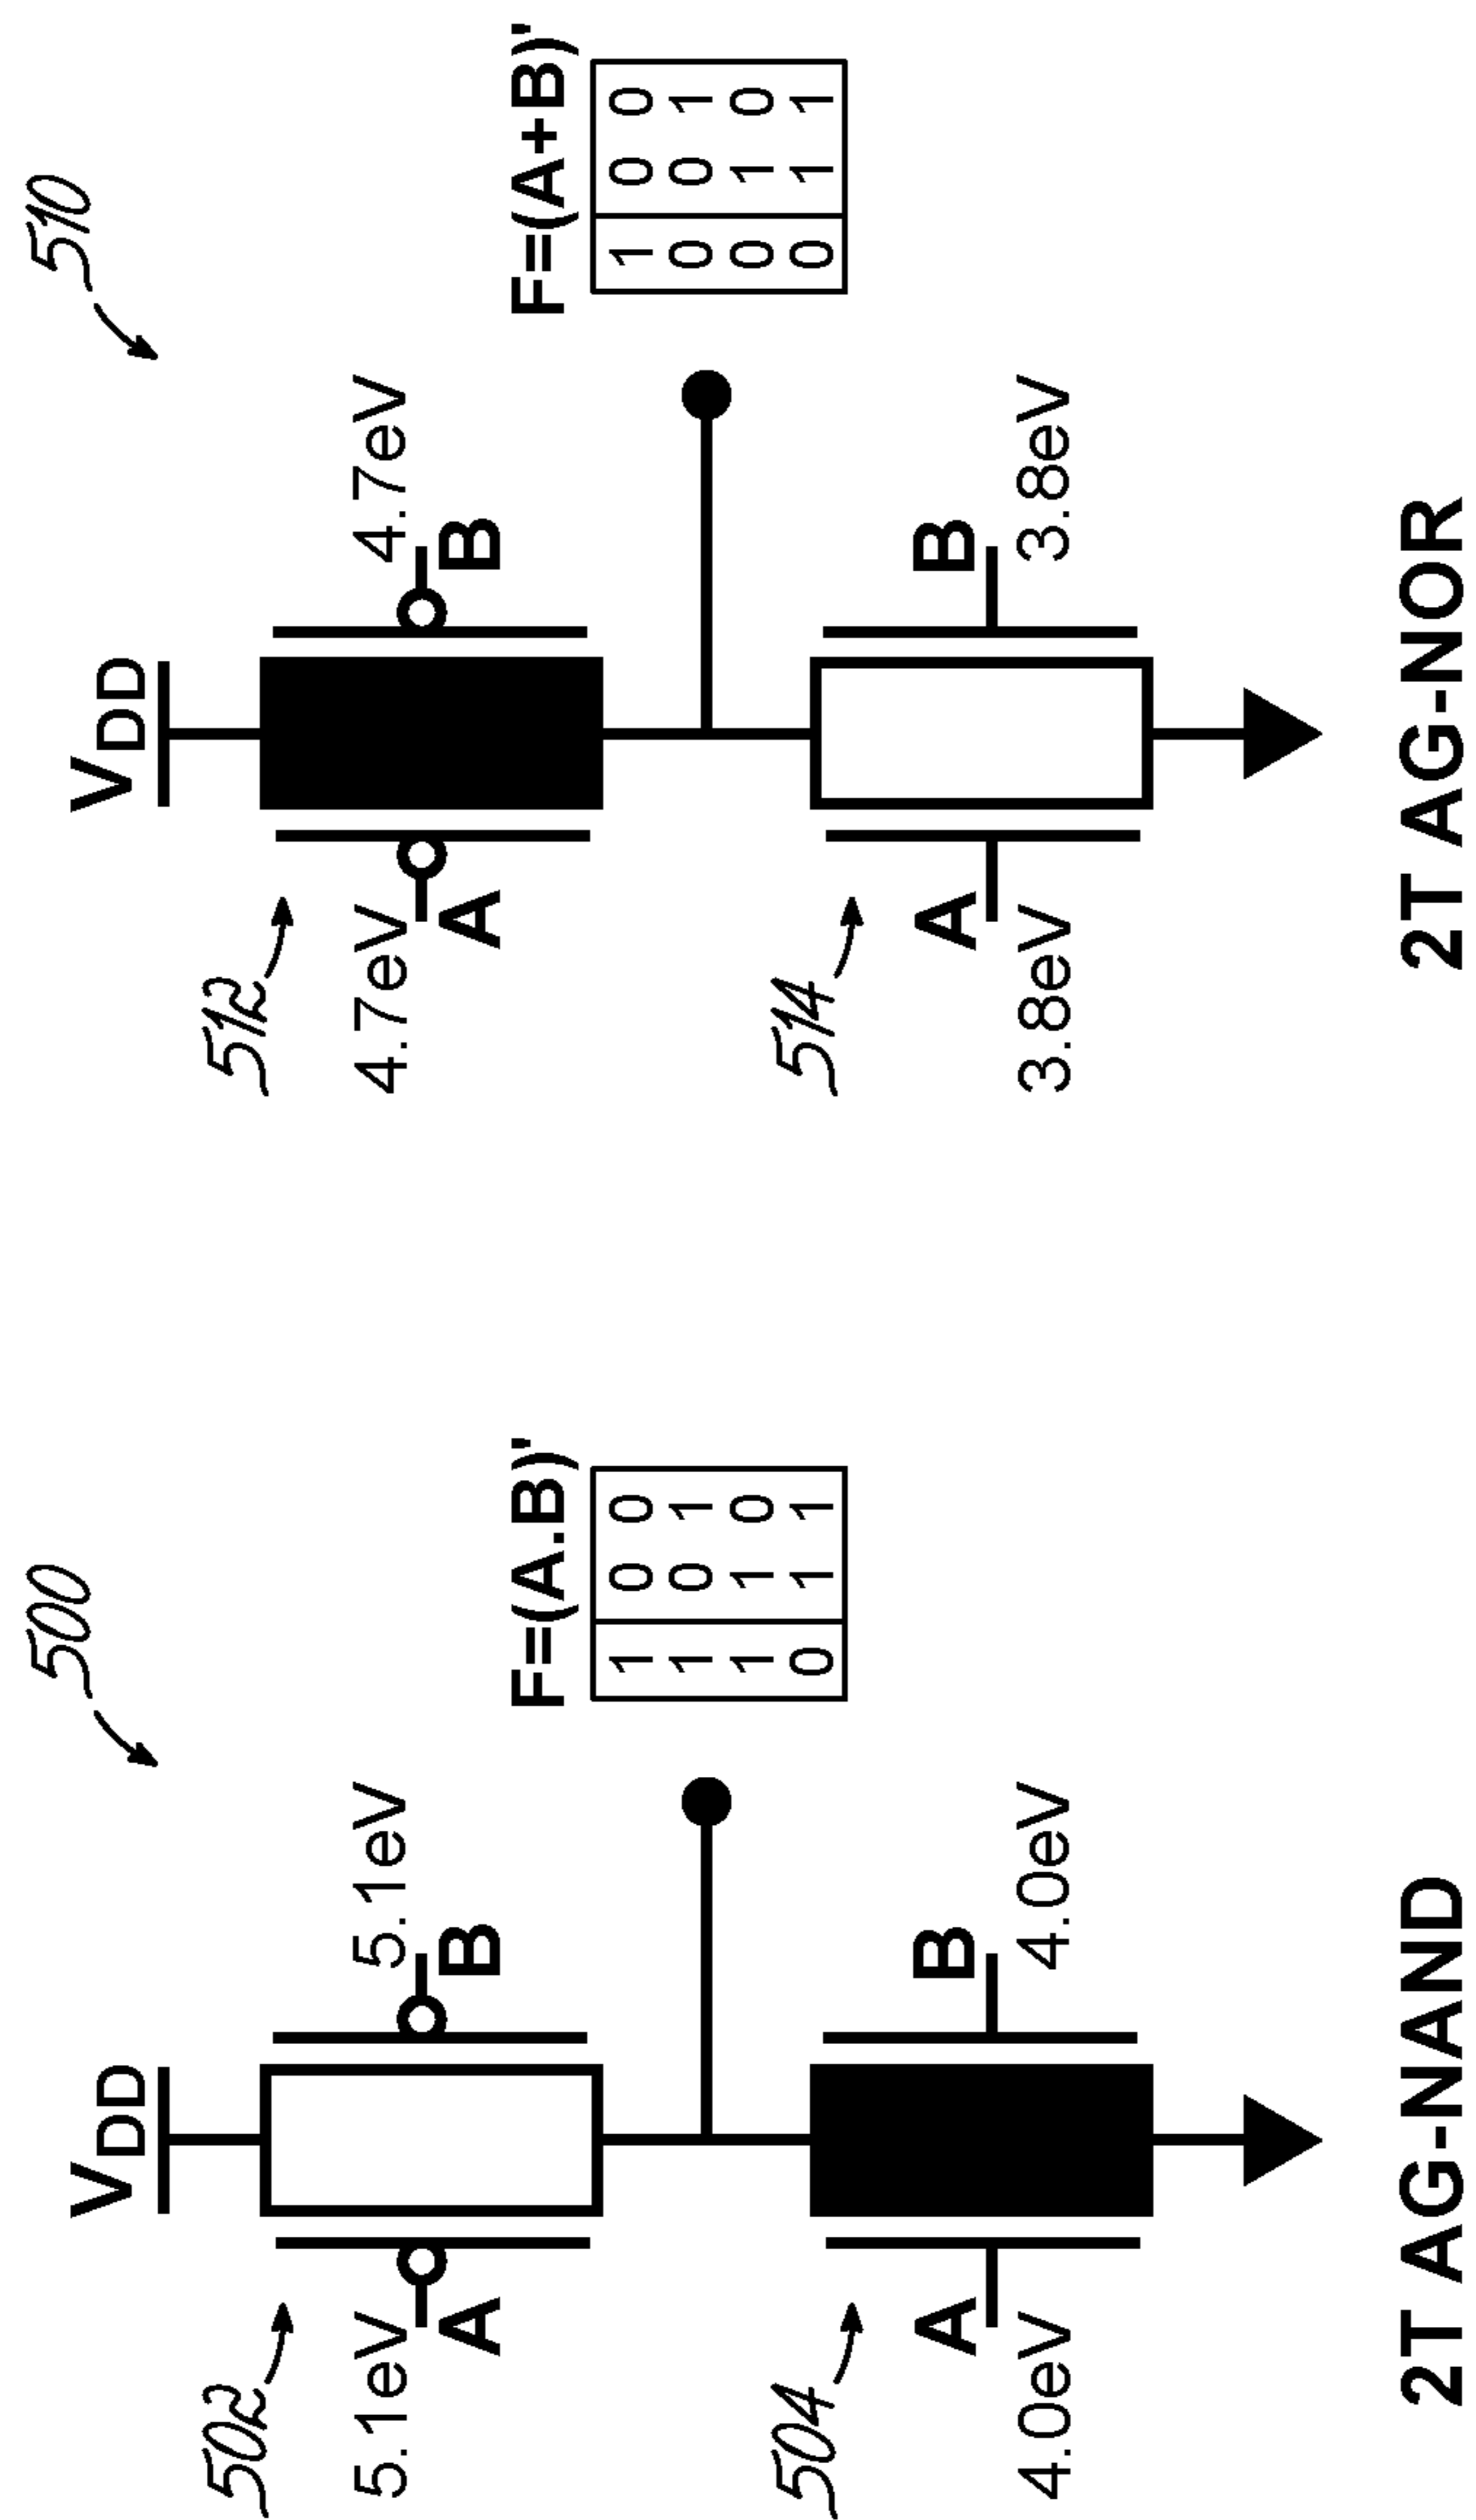 500
VDD
502
5.1eV
5.1eV
A
B
F=(A.B)'
1 0 0
1 0 1
1 1 0
0 1 1
504
A
B
4.0eV
4.0eV
2T AG-NAND
510
VDD
512
4.7eV
4.7eV
A
B
F=(A+B)'
1 0 0
0 0 1
0 1 0
0 1 1
514
A
B
3.8eV
3.8eV
2T AG-NOR